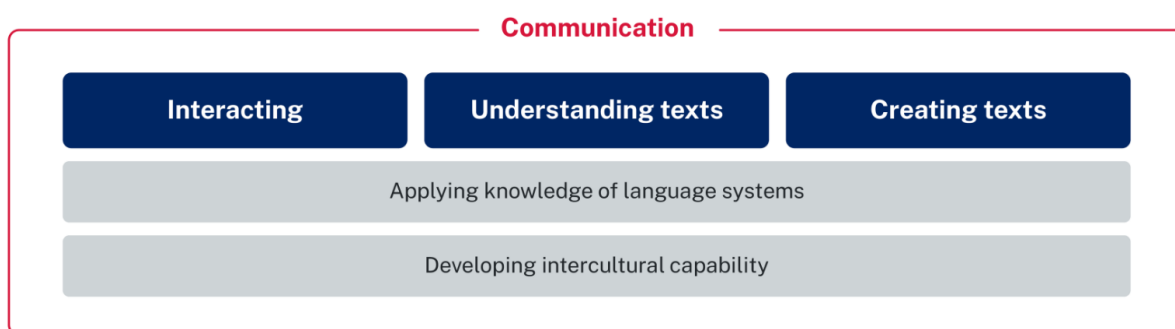 Communication
Interacting
Understanding texts
Creating texts
Applying knowledge of language systems
Developing intercultural capability